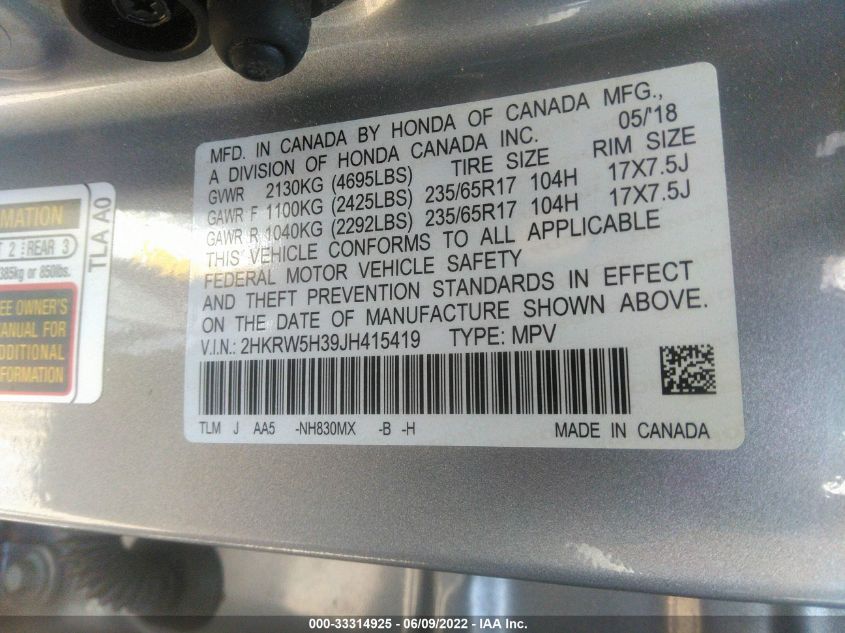 MFD. IN CANADA BY HONDA OF CANADA MFG.,
A DIVISION OF HONDA CANADA INC. 05/'18
GVWR 2130KG (4695LBS) TIRE SIZE RIM SIZE
GAWR F 1100KG (2425LBS) 235/65R17 104H 17X7.5J
GAWR R 1040KG (2292LBS) 235/65R17 104H 17X7.5J
THIS VEHICLE CONFORMS TO ALL APPLICABLE
FEDERAL MOTOR VEHICLE SAFETY
AND THEFT PREVENTION STANDARDS IN EFFECT
ON THE DATE OF MANUFACTURE SHOWN ABOVE.
V.I.N.: 2HKRW5H39JH415419 TYPE: MPV
TLM J AA5 -NH830MX -B -H MADE IN CANADA
MATION
T 2 REAR 3
385kg or 850lbs.
EE OWNER'S
ANUAL FOR
DDITIONAL
FORMATION
TLA A0
000-33314925 - 06/09/2022 - IAA Inc.